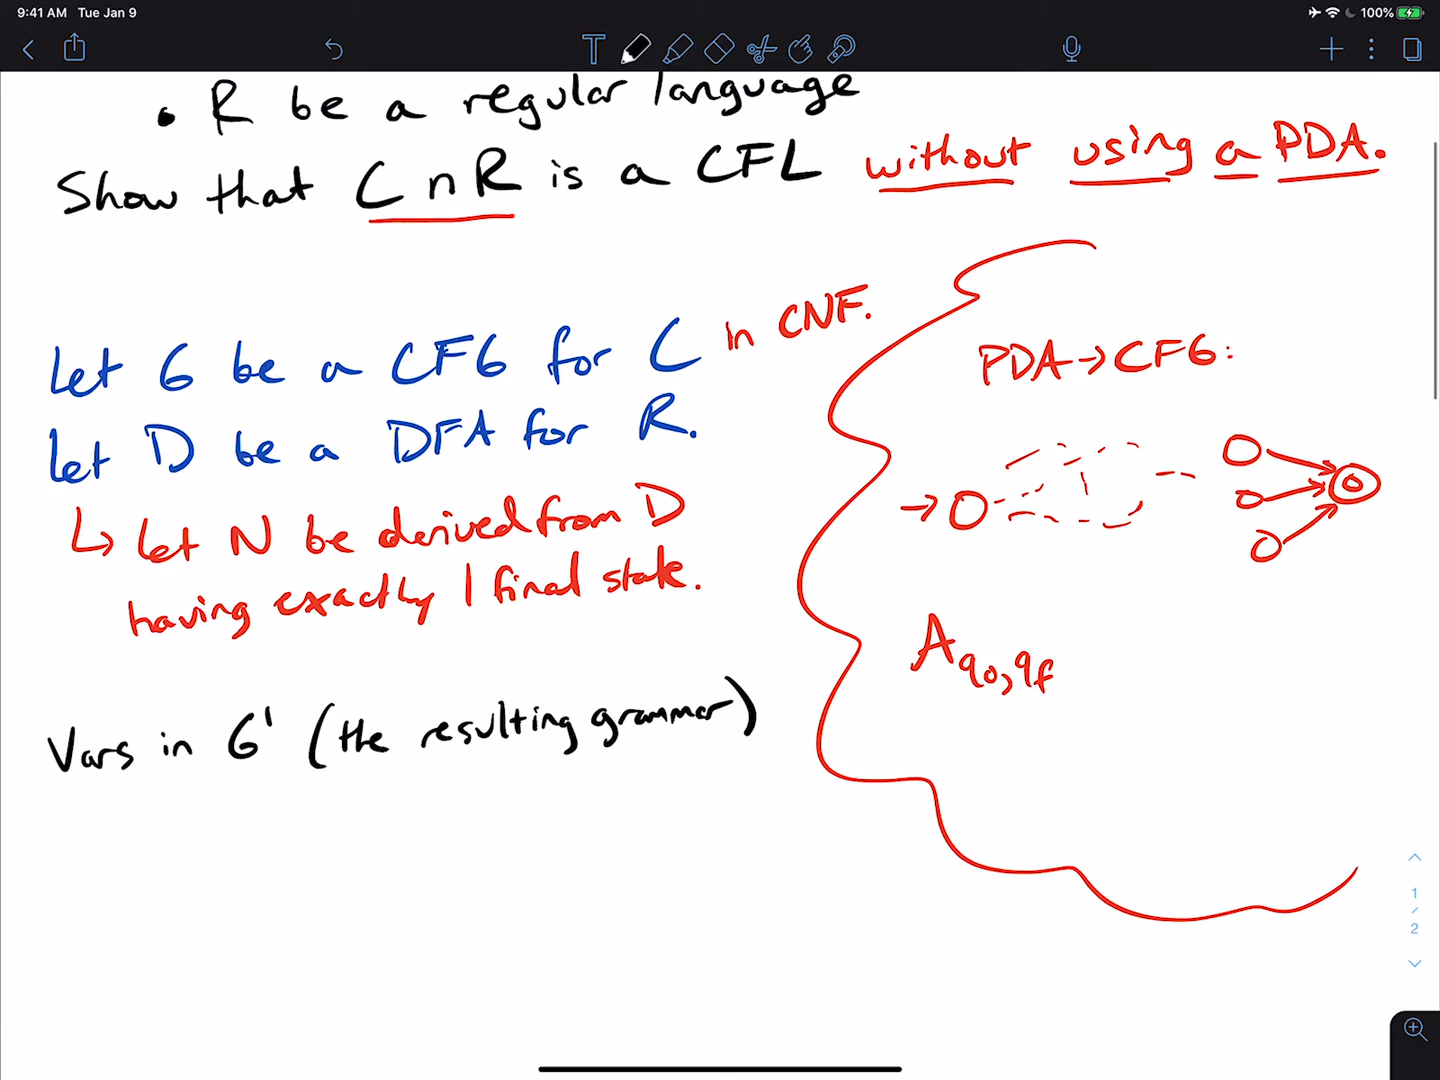 9:41 AM Tue Jan 9
100%
• R be a regular language
Show that C ∩ R is a CFL without using a PDA.
Let G be a CFG for C in CNF.
Let D be a DFA for R.
↳ Let N be derived from D
having exactly 1 final state.
Vars in G' (the resulting grammar)
PDA→CFG:
A q0,qf
1
/
2